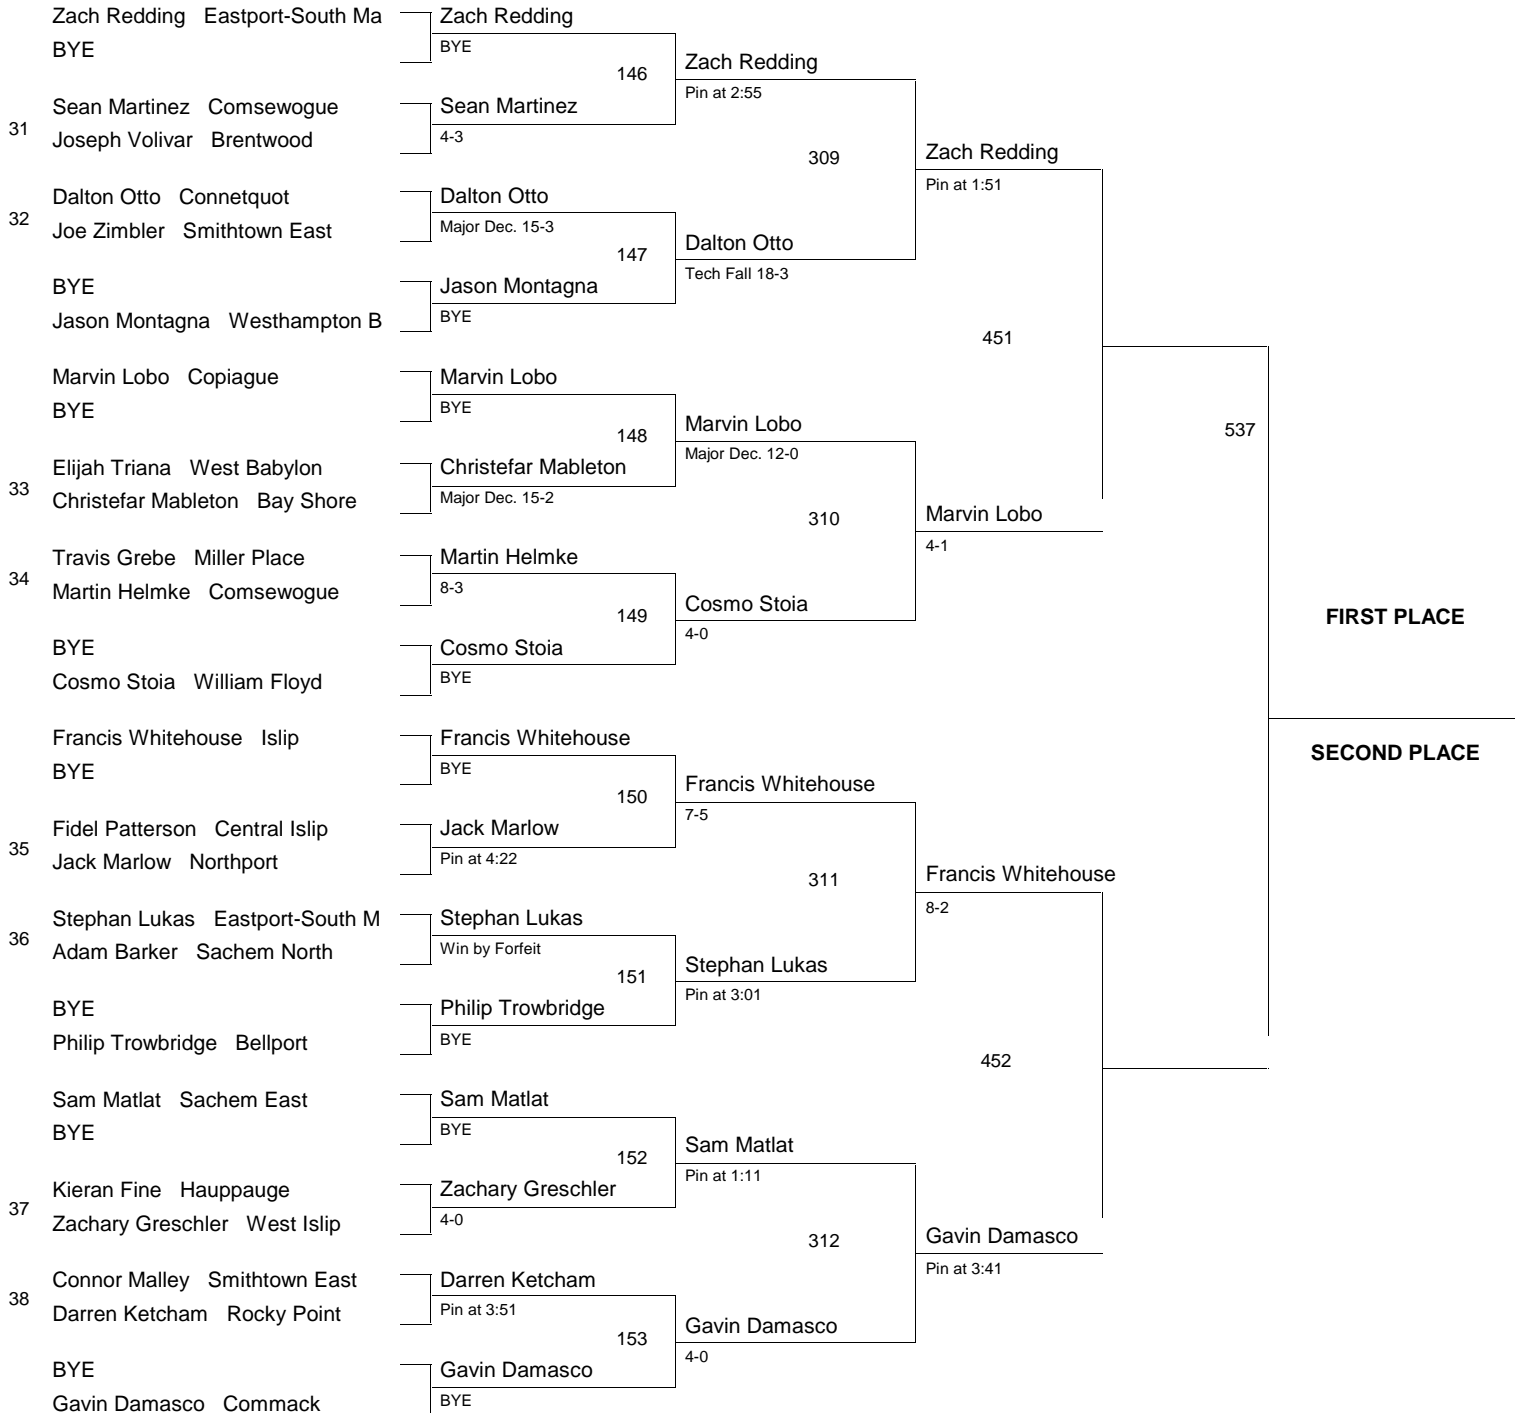 Zach Redding Eastport-South Ma
BYE
31
Sean Martinez Comsewogue
Joseph Volivar Brentwood
32
Dalton Otto Connetquot
Joe Zimbler Smithtown East
BYE
Jason Montagna Westhampton B
Marvin Lobo Copiague
BYE
33
Elijah Triana West Babylon
Christefar Mableton Bay Shore
34
Travis Grebe Miller Place
Martin Helmke Comsewogue
BYE
Cosmo Stoia William Floyd
Francis Whitehouse Islip
BYE
35
Fidel Patterson Central Islip
Jack Marlow Northport
36
Stephan Lukas Eastport-South M
Adam Barker Sachem North
BYE
Philip Trowbridge Bellport
Sam Matlat Sachem East
BYE
37
Kieran Fine Hauppauge
Zachary Greschler West Islip
38
Connor Malley Smithtown East
Darren Ketcham Rocky Point
BYE
Gavin Damasco Commack
Zach Redding
BYE
146
Sean Martinez
4-3
Dalton Otto
Major Dec. 15-3
147
Jason Montagna
BYE
Marvin Lobo
BYE
148
Christefar Mableton
Major Dec. 15-2
Martin Helmke
8-3
149
Cosmo Stoia
BYE
Francis Whitehouse
BYE
150
Jack Marlow
Pin at 4:22
Stephan Lukas
Win by Forfeit
151
Philip Trowbridge
BYE
Sam Matlat
BYE
152
Zachary Greschler
4-0
Darren Ketcham
Pin at 3:51
153
Gavin Damasco
BYE
Zach Redding
Pin at 2:55
309
Dalton Otto
Tech Fall 18-3
Marvin Lobo
Major Dec. 12-0
310
Cosmo Stoia
4-0
Francis Whitehouse
7-5
311
Stephan Lukas
Pin at 3:01
Sam Matlat
Pin at 1:11
312
Gavin Damasco
4-0
Zach Redding
Pin at 1:51
451
Marvin Lobo
4-1
Francis Whitehouse
8-2
452
Gavin Damasco
Pin at 3:41
537
FIRST PLACE
SECOND PLACE